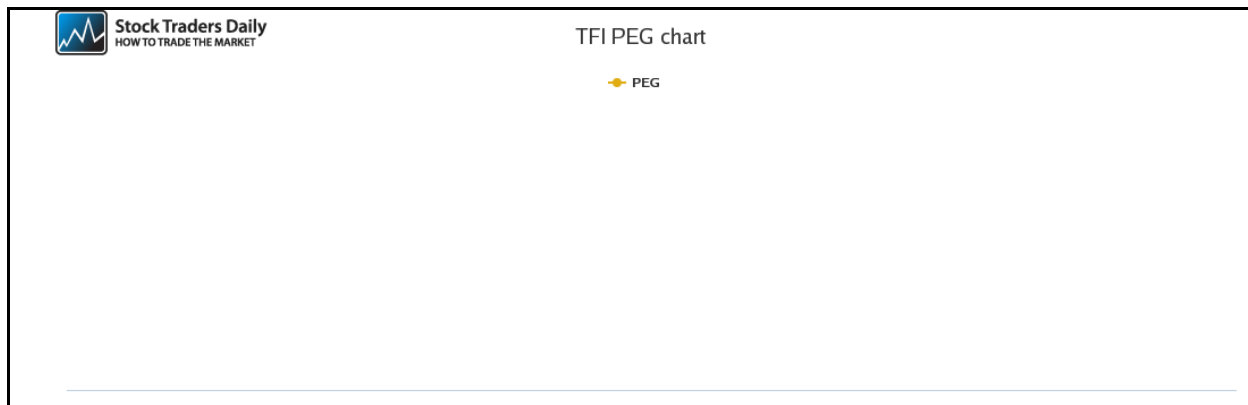 Stock Traders Daily
HOW TO TRADE THE MARKET
TFI PEG chart
PEG